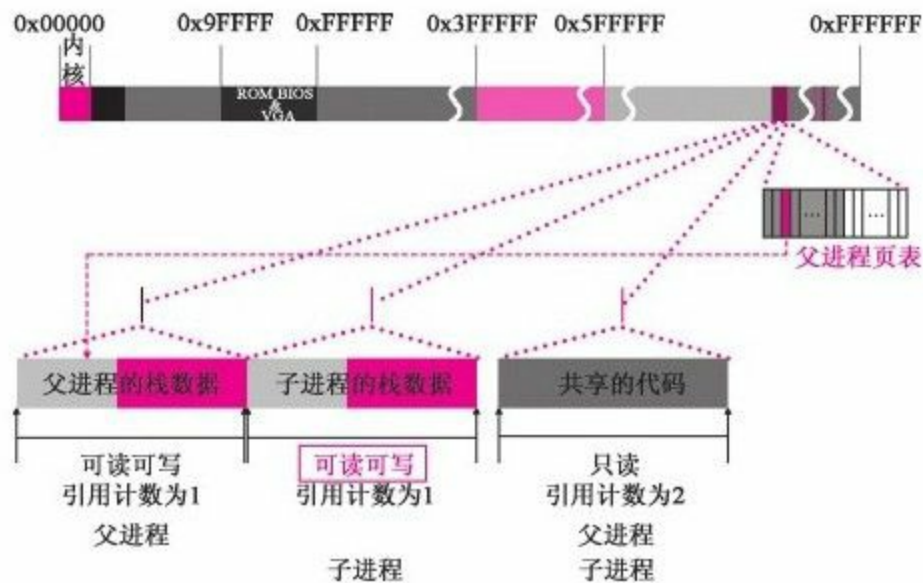 0x00000 0x9FFFF 0xFFFFF 0x3FFFFF 0x5FFFFF 0xFFFFFF
内
核
ROM BIOS
&
VGA
... ...
父进程页表
父进程的栈数据 子进程的栈数据 共享的代码
可读可写 可读可写 只读
引用计数为1 引用计数为1 引用计数为2
父进程 父进程
子进程 子进程